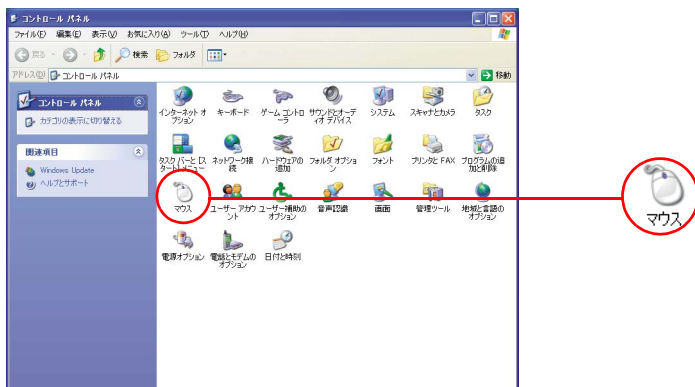 コントロール パネル
ファイル(F) 編集(E) 表示(V) お気に入り(A) ツール(T) ヘルプ(H)
戻る 検索 フォルダ
アドレス(D) コントロール パネル 移動
コントロール パネル
カテゴリの表示に切り替える
関連項目
Windows Update
ヘルプとサポート
インターネット オ
プション
キーボード
ゲーム コントロ
ーラ
サウンドとオーデ
ィオ デバイス
システム
スキャナとカメラ
タスク
タスク バーと [ス
タート] メニュー
ネットワーク接
続
ハードウェアの
追加
フォルダ オプショ
ン
フォント
プリンタと FAX
プログラムの追
加と削除
マウス
ユーザー アカウ
ント
ユーザー補助の
オプション
音声認識
画面
管理ツール
地域と言語の
オプション
電源オプション
電話とモデムの
オプション
日付と時刻
マウス